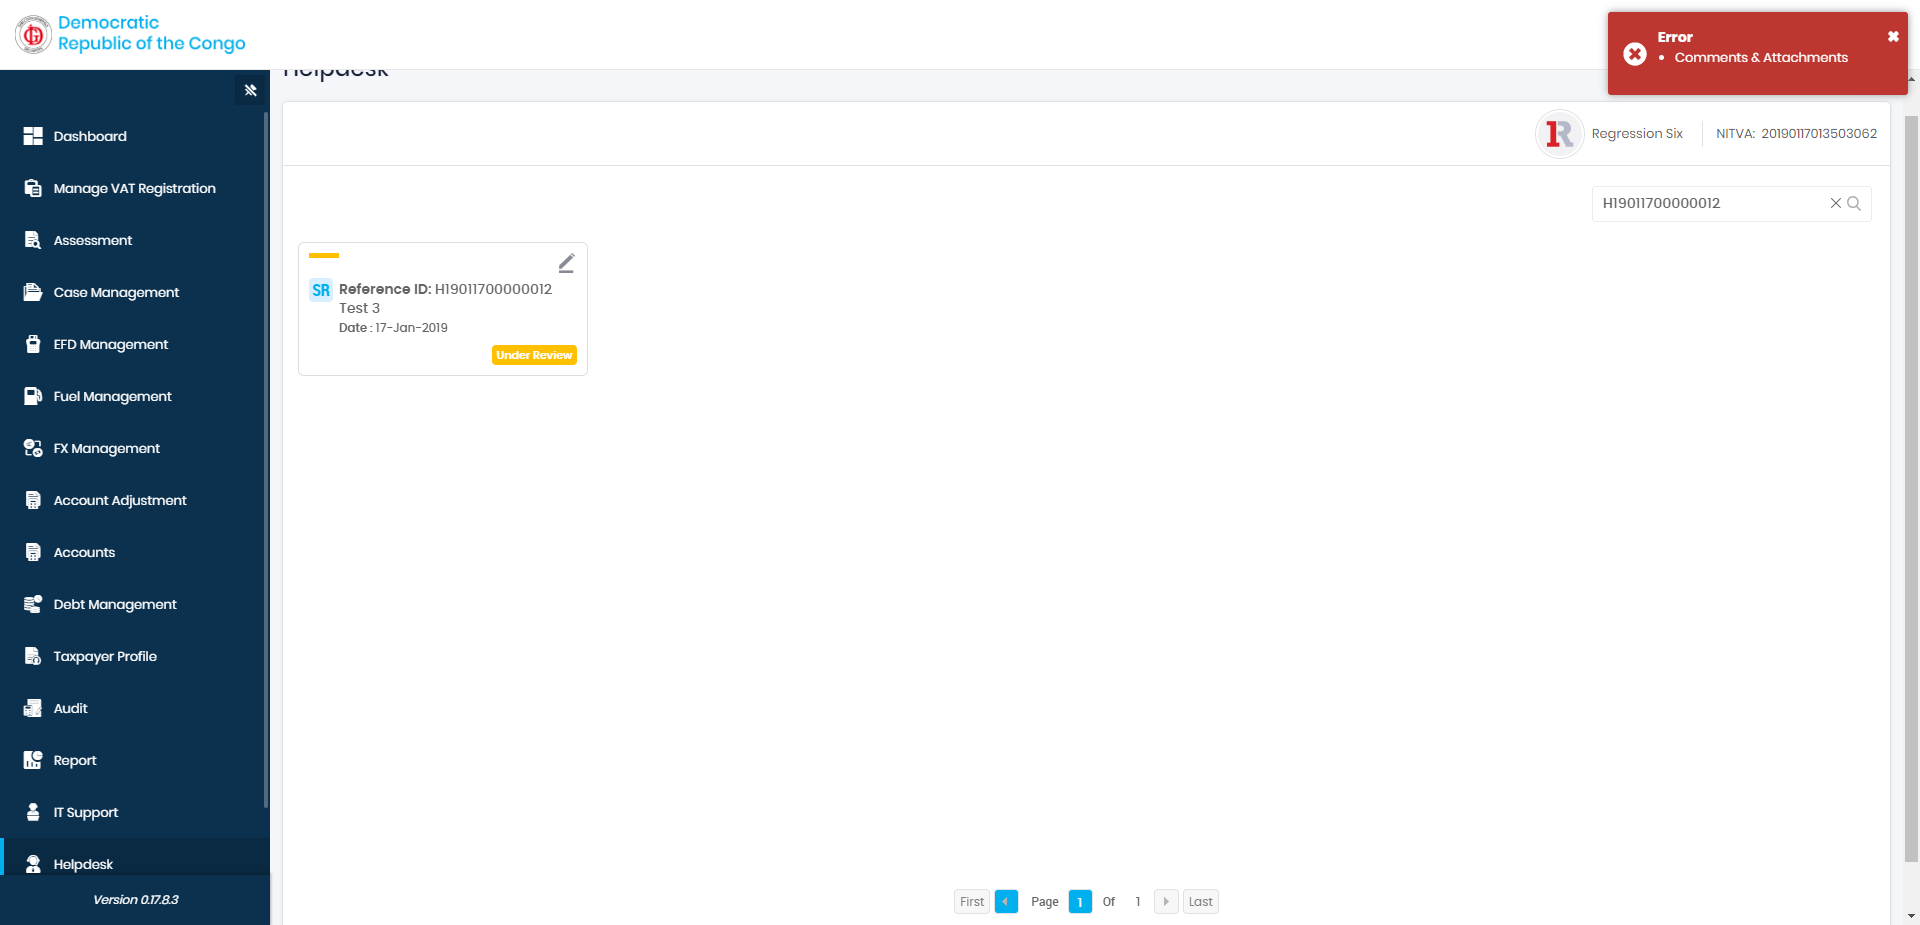 Democratic
Republic of the Congo
Error
Comments & Attachments
Helpdesk
Regression Six
NITVA: 20190117013503062
H19011700000012
SR
Reference ID: H19011700000012
Test 3
Date : 17-Jan-2019
Under Review
Dashboard
Manage VAT Registration
Assessment
Case Management
EFD Management
Fuel Management
FX Management
Account Adjustment
Accounts
Debt Management
Taxpayer Profile
Audit
Report
IT Support
Helpdesk
Version 0.17.8.3
First
Page 1 Of 1
Last